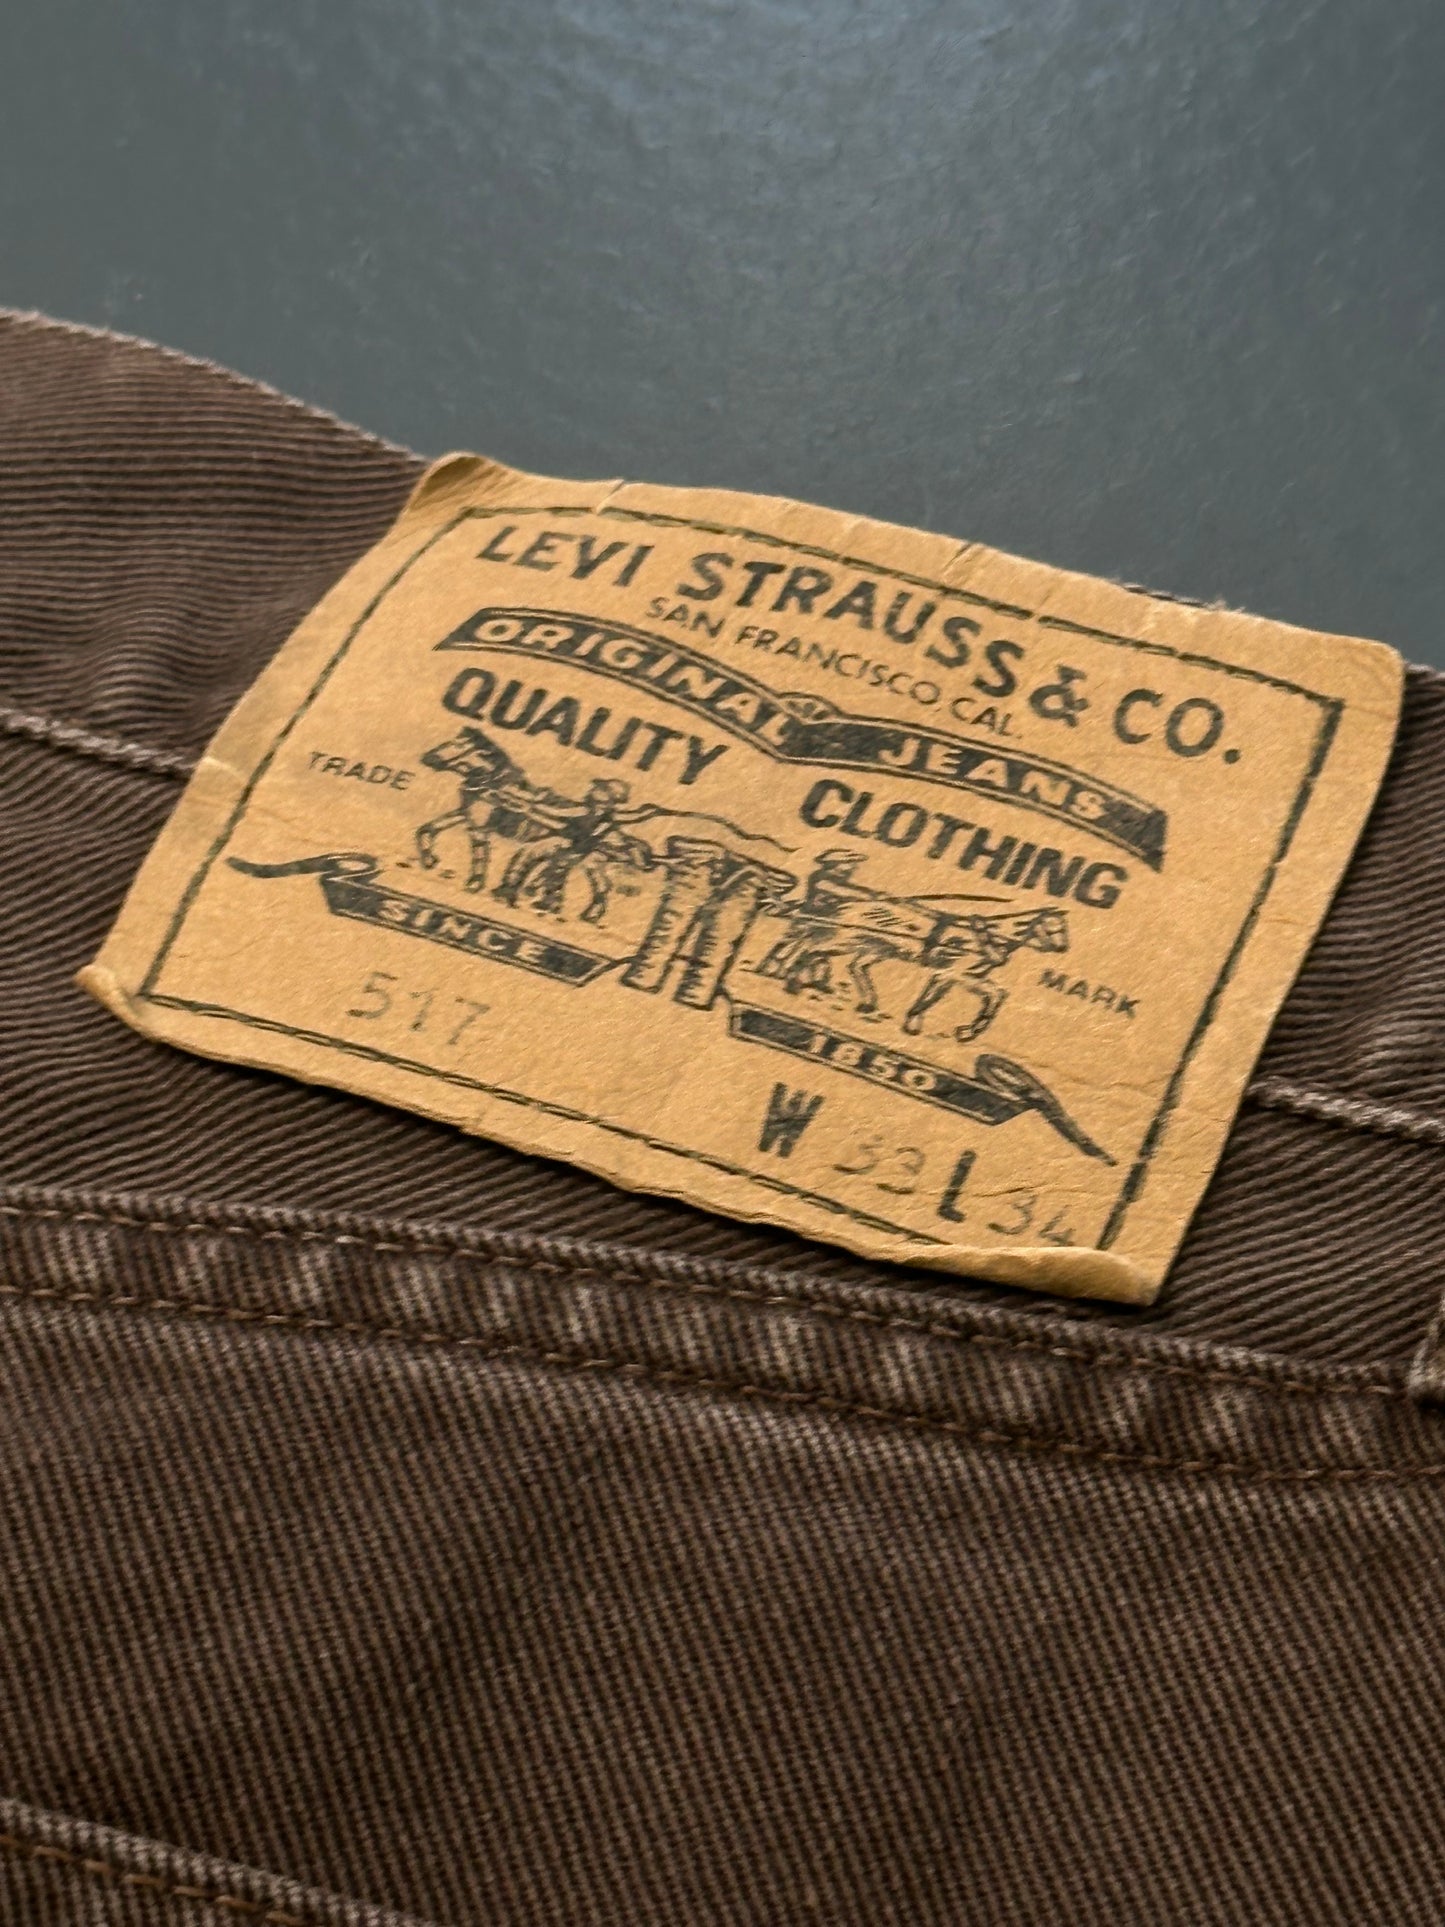 LEVI STRAUSS & CO.
SAN FRANCISCO, CAL.
ORIGINAL JEANS
QUALITY CLOTHING
TRADE MARK
SINCE 1850
517
W 33 L 34